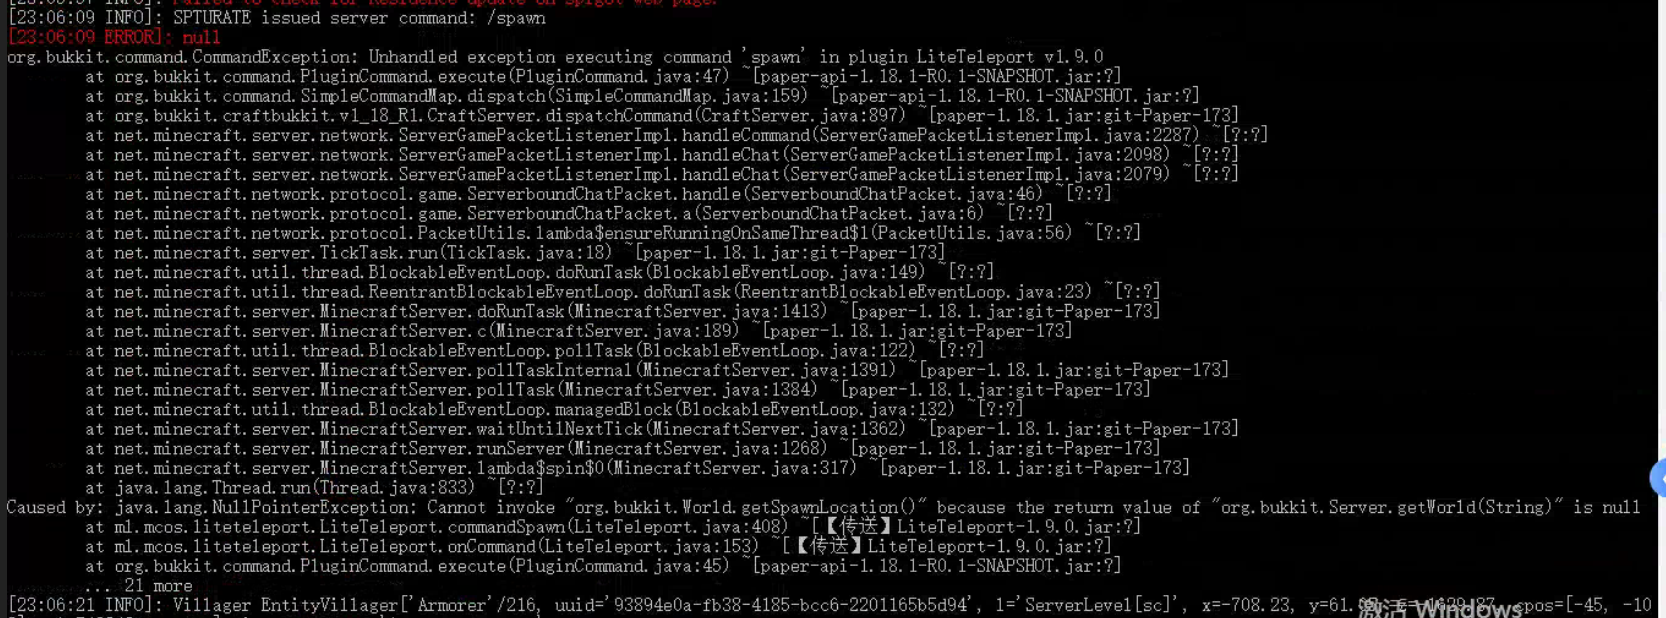 [23:06:09 INFO]: SPTURATE issued server command: /spawn
[23:06:09 ERROR]: null
org.bukkit.command.CommandException: Unhandled exception executing command 'spawn' in plugin LiteTeleport v1.9.0
at org.bukkit.command.PluginCommand.execute(PluginCommand.java:47) ~[paper-api-1.18.1-R0.1-SNAPSHOT.jar:?]
at org.bukkit.command.SimpleCommandMap.dispatch(SimpleCommandMap.java:159) ~[paper-api-1.18.1-R0.1-SNAPSHOT.jar:?]
at org.bukkit.craftbukkit.v1_18_R1.CraftServer.dispatchCommand(CraftServer.java:897) ~[paper-1.18.1.jar:git-Paper-173]
at net.minecraft.server.network.ServerGamePacketListenerImpl.handleCommand(ServerGamePacketListenerImpl.java:2287) ~[?:?]
at net.minecraft.server.network.ServerGamePacketListenerImpl.handleChat(ServerGamePacketListenerImpl.java:2098) ~[?:?]
at net.minecraft.server.network.ServerGamePacketListenerImpl.handleChat(ServerGamePacketListenerImpl.java:2079) ~[?:?]
at net.minecraft.network.protocol.game.ServerboundChatPacket.handle(ServerboundChatPacket.java:46) ~[?:?]
at net.minecraft.network.protocol.game.ServerboundChatPacket.a(ServerboundChatPacket.java:6) ~[?:?]
at net.minecraft.network.protocol.PacketUtils.lambda$ensureRunningOnSameThread$1(PacketUtils.java:56) ~[?:?]
at net.minecraft.server.TickTask.run(TickTask.java:18) ~[paper-1.18.1.jar:git-Paper-173]
at net.minecraft.util.thread.BlockableEventLoop.doRunTask(BlockableEventLoop.java:149) ~[?:?]
at net.minecraft.util.thread.ReentrantBlockableEventLoop.doRunTask(ReentrantBlockableEventLoop.java:23) ~[?:?]
at net.minecraft.server.MinecraftServer.doRunTask(MinecraftServer.java:1413) ~[paper-1.18.1.jar:git-Paper-173]
at net.minecraft.server.MinecraftServer.c(MinecraftServer.java:189) ~[paper-1.18.1.jar:git-Paper-173]
at net.minecraft.util.thread.BlockableEventLoop.pollTask(BlockableEventLoop.java:122) ~[?:?]
at net.minecraft.server.MinecraftServer.pollTaskInternal(MinecraftServer.java:1391) ~[paper-1.18.1.jar:git-Paper-173]
at net.minecraft.server.MinecraftServer.pollTask(MinecraftServer.java:1384) ~[paper-1.18.1.jar:git-Paper-173]
at net.minecraft.util.thread.BlockableEventLoop.managedBlock(BlockableEventLoop.java:132) ~[?:?]
at net.minecraft.server.MinecraftServer.waitUntilNextTick(MinecraftServer.java:1362) ~[paper-1.18.1.jar:git-Paper-173]
at net.minecraft.server.MinecraftServer.runServer(MinecraftServer.java:1268) ~[paper-1.18.1.jar:git-Paper-173]
at net.minecraft.server.MinecraftServer.lambda$spin$0(MinecraftServer.java:317) ~[paper-1.18.1.jar:git-Paper-173]
at java.lang.Thread.run(Thread.java:833) ~[?:?]
Caused by: java.lang.NullPointerException: Cannot invoke "org.bukkit.World.getSpawnLocation()" because the return value of "org.bukkit.Server.getWorld(String)" is null
at ml.mcos.liteteleport.LiteTeleport.commandSpawn(LiteTeleport.java:408) ~[【传送】LiteTeleport-1.9.0.jar:?]
at ml.mcos.liteteleport.LiteTeleport.onCommand(LiteTeleport.java:153) ~[【传送】LiteTeleport-1.9.0.jar:?]
at org.bukkit.command.PluginCommand.execute(PluginCommand.java:45) ~[paper-api-1.18.1-R0.1-SNAPSHOT.jar:?]
... 21 more
[23:06:21 INFO]: Villager EntityVillager['Armorer'/216, uuid='93894e0a-fb38-4185-bcc6-2201165b5d94', l='ServerLevel[sc]', x=-708.23, cpos=[-45, -10
激活 Windows